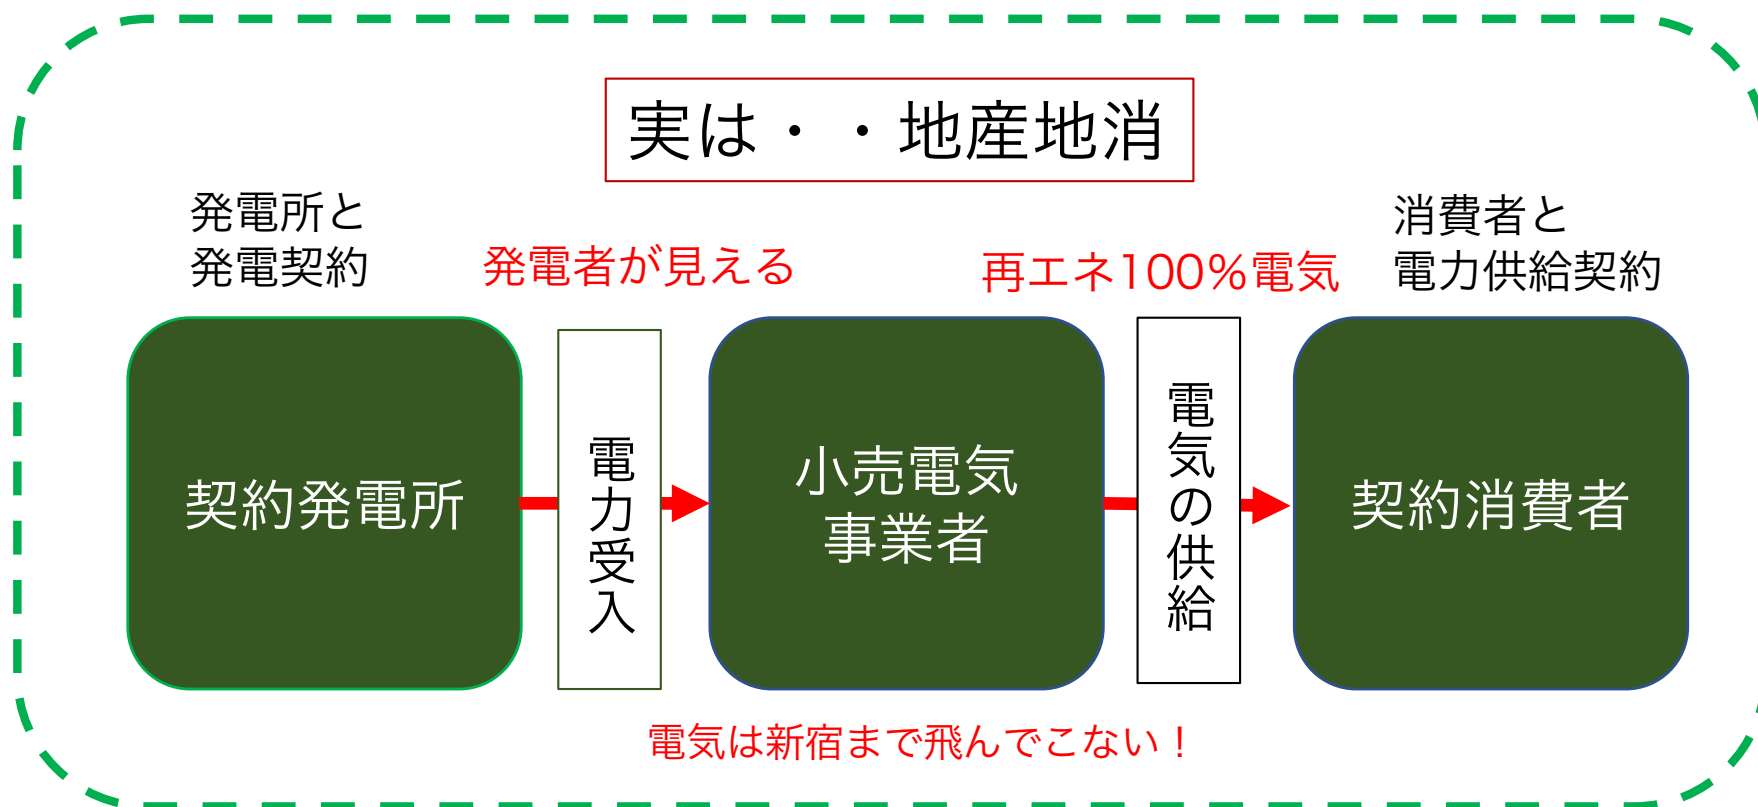 実は・・地産地消
発電所と
発電契約
発電者が見える
再エネ100%電気
消費者と
電力供給契約
契約発電所
電力受入
小売電気
事業者
電気の供給
契約消費者
電気は新宿まで飛んでこない！